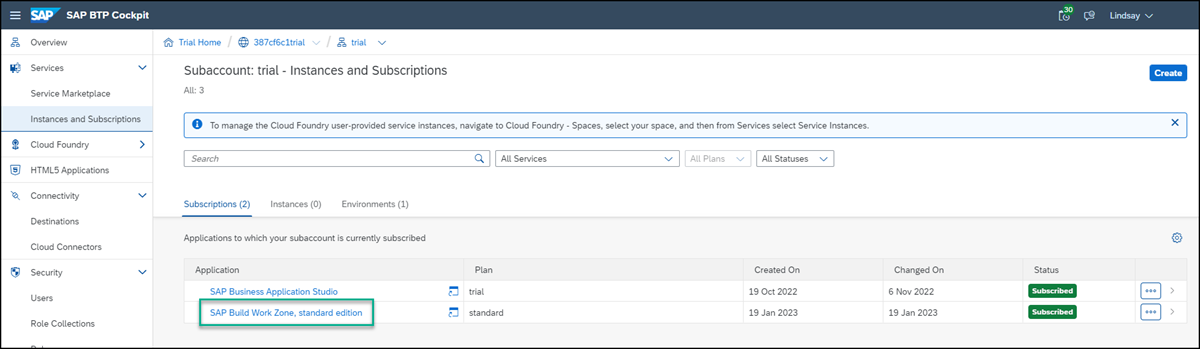 SAP SAP BTP Cockpit 30 Lindsay
Overview
Services
Service Marketplace
Instances and Subscriptions
Cloud Foundry
HTML5 Applications
Connectivity
Destinations
Cloud Connectors
Security
Users
Role Collections
Trial Home / 387cf6c1trial / trial
Subaccount: trial - Instances and Subscriptions
Create
All: 3
To manage the Cloud Foundry user-provided service instances, navigate to Cloud Foundry - Spaces, select your space, and then from Services select Service Instances.
Search All Services All Plans All Statuses
Subscriptions (2) Instances (0) Environments (1)
Applications to which your subaccount is currently subscribed
Application Plan Created On Changed On Status
SAP Business Application Studio trial 19 Oct 2022 6 Nov 2022 Subscribed
SAP Build Work Zone, standard edition standard 19 Jan 2023 19 Jan 2023 Subscribed